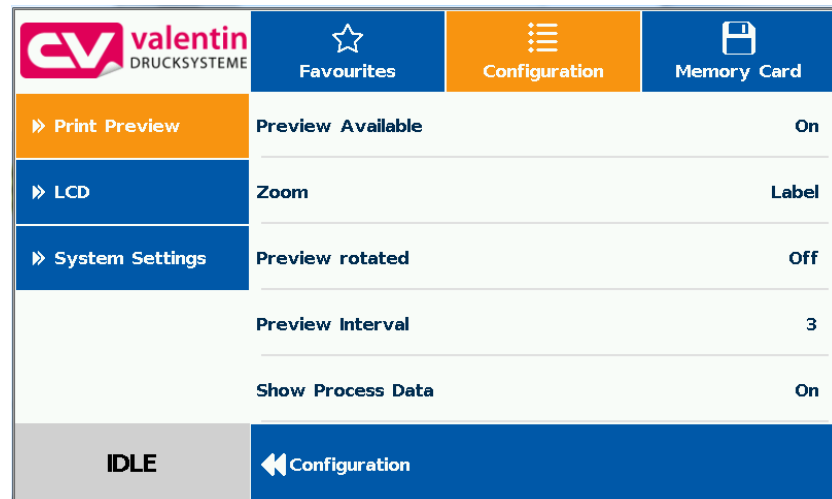 CV valentin
DRUCKSYSTEME
Favourites
Configuration
Memory Card
Print Preview
LCD
System Settings
Preview Available On
Zoom Label
Preview rotated Off
Preview Interval 3
Show Process Data On
IDLE
Configuration